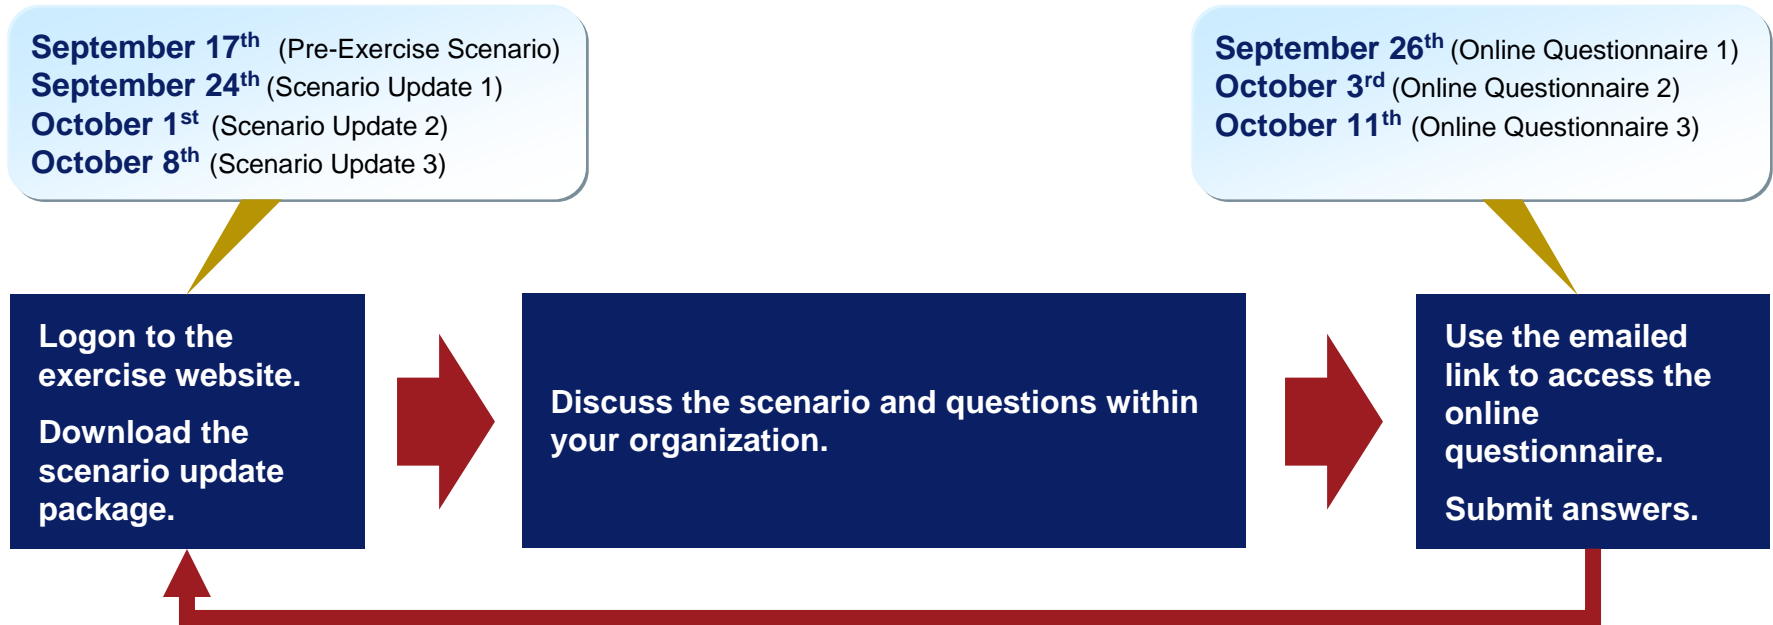 September 17th (Pre-Exercise Scenario)
September 24th (Scenario Update 1)
October 1st (Scenario Update 2)
October 8th (Scenario Update 3)
September 26th (Online Questionnaire 1)
October 3rd (Online Questionnaire 2)
October 11th (Online Questionnaire 3)
Logon to the
exercise website.
Download the
scenario update
package.
Discuss the scenario and questions within
your organization.
Use the emailed
link to access the
online
questionnaire.
Submit answers.